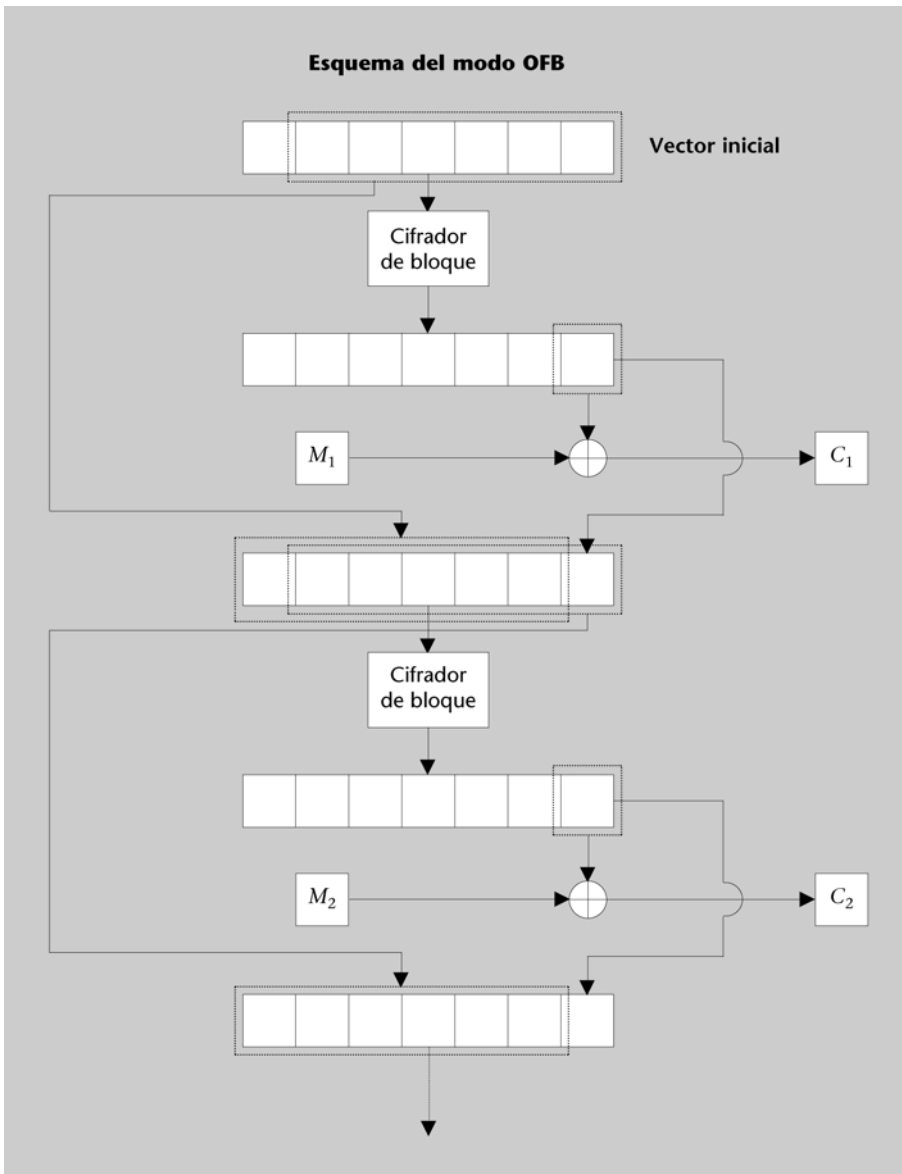 Esquema del modo OFB
Vector inicial
Cifrador
de bloque
M₁
C₁
Cifrador
de bloque
M₂
C₂